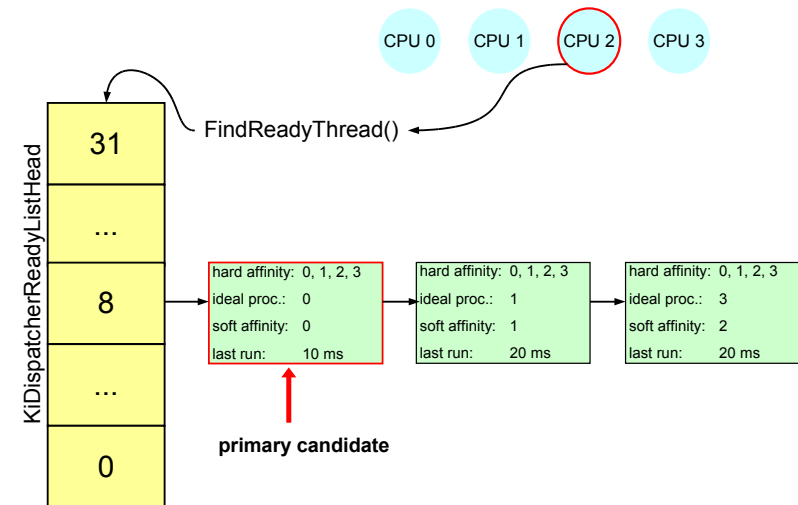 CPU 0 CPU 1 CPU 2 CPU 3
FindReadyThread()
KiDispatcherReadyListHead
31
...
8
...
0
hard affinity: 0, 1, 2, 3
ideal proc.: 0
soft affinity: 0
last run: 10 ms
hard affinity: 0, 1, 2, 3
ideal proc.: 1
soft affinity: 1
last run: 20 ms
hard affinity: 0, 1, 2, 3
ideal proc.: 3
soft affinity: 2
last run: 20 ms
primary candidate